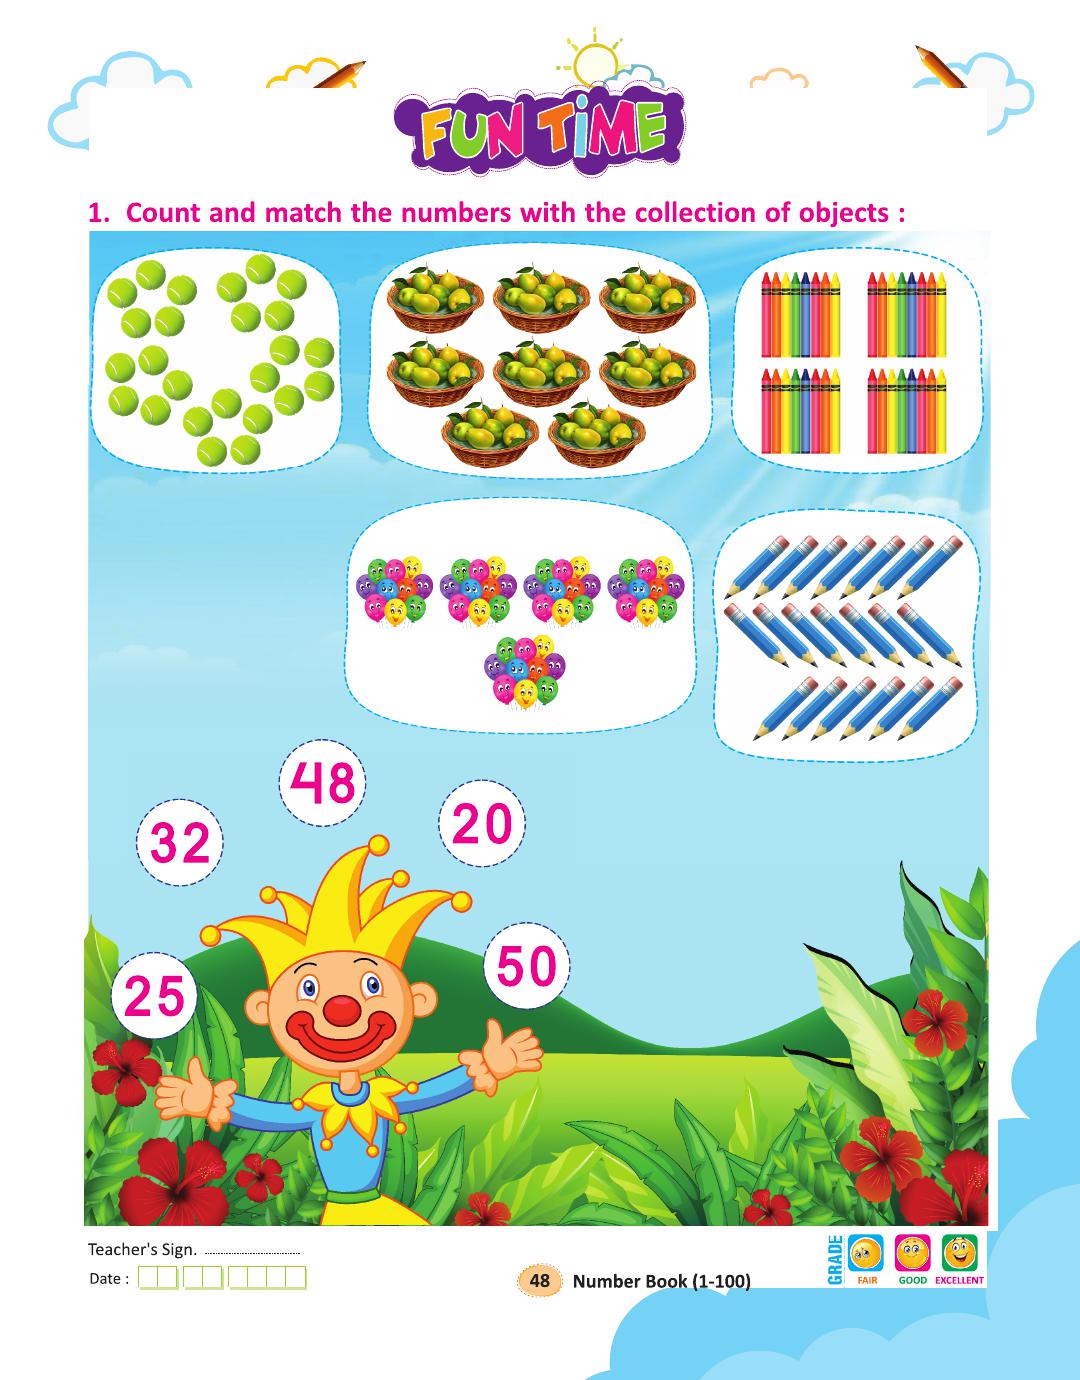 FUN TiME
1. Count and match the numbers with the collection of objects :
48
32
20
25
50
Teacher's Sign.
Date :
48 Number Book (1-100)
GRADE
FAIR GOOD EXCELLENT